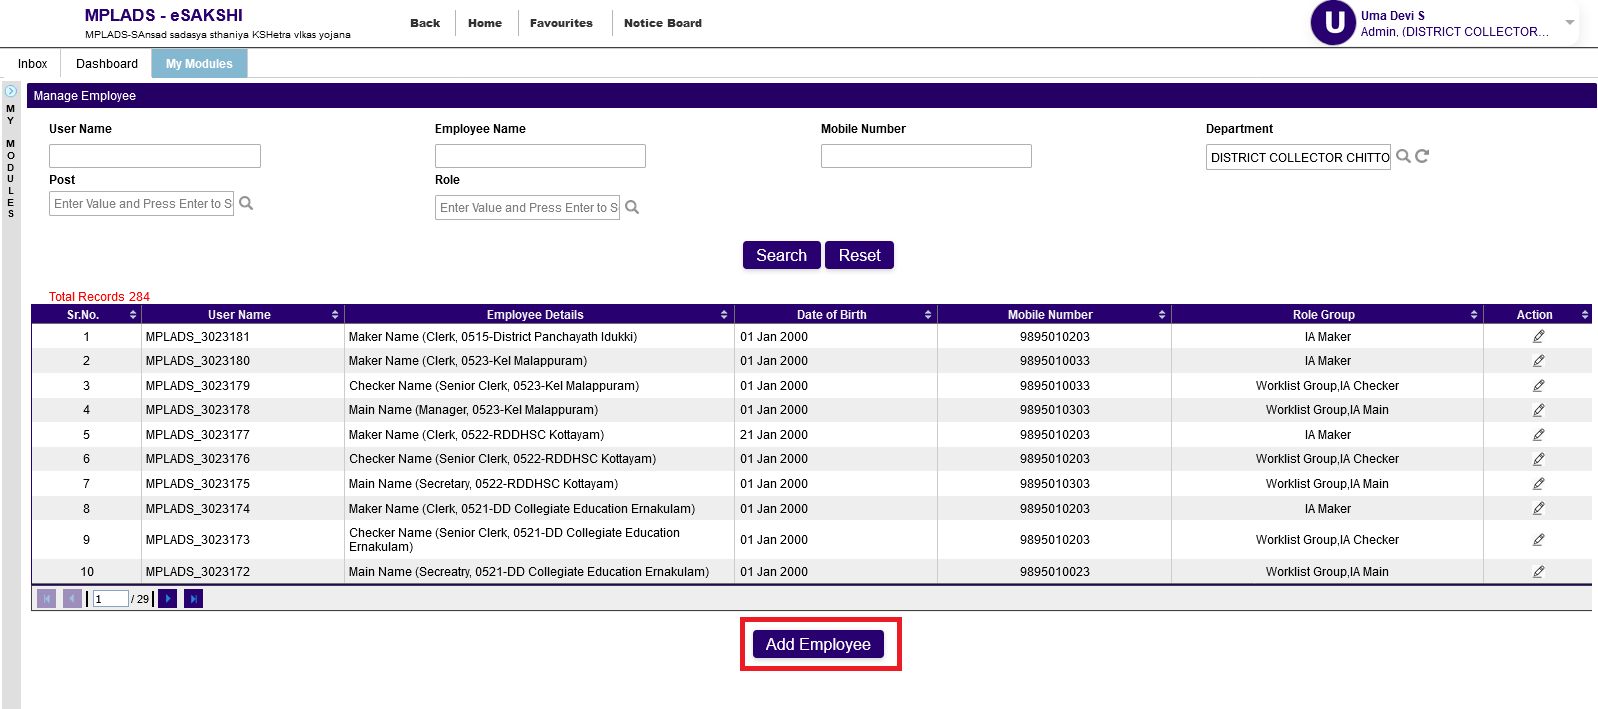 MPLADS - eSAKSHI
MPLADS-SAnsad sadasya sthaniya KSHetra vIkas yojana
Back Home Favourites Notice Board
U
Uma Devi S
Admin, (DISTRICT COLLECTOR...
Inbox Dashboard My Modules
MY MODULES
Manage Employee
User Name Employee Name Mobile Number Department
DISTRICT COLLECTOR CHITTO
Post Role
Enter Value and Press Enter to S Enter Value and Press Enter to S
Search Reset
Total Records 284
Sr.No. User Name Employee Details Date of Birth Mobile Number Role Group Action
1 MPLADS_3023181 Maker Name (Clerk, 0515-District Panchayath Idukki) 01 Jan 2000 9895010203 IA Maker
2 MPLADS_3023180 Maker Name (Clerk, 0523-Kel Malappuram) 01 Jan 2000 9895010033 IA Maker
3 MPLADS_3023179 Checker Name (Senior Clerk, 0523-Kel Malappuram) 01 Jan 2000 9895010033 Worklist Group,IA Checker
4 MPLADS_3023178 Main Name (Manager, 0523-Kel Malappuram) 01 Jan 2000 9895010303 Worklist Group,IA Main
5 MPLADS_3023177 Maker Name (Clerk, 0522-RDDHSC Kottayam) 21 Jan 2000 9895010203 IA Maker
6 MPLADS_3023176 Checker Name (Senior Clerk, 0522-RDDHSC Kottayam) 01 Jan 2000 9895010203 Worklist Group,IA Checker
7 MPLADS_3023175 Main Name (Secretary, 0522-RDDHSC Kottayam) 01 Jan 2000 9895010203 Worklist Group,IA Main
8 MPLADS_3023174 Maker Name (Clerk, 0521-DD Collegiate Education Ernakulam) 01 Jan 2000 9895010203 IA Maker
9 MPLADS_3023173 Checker Name (Senior Clerk, 0521-DD Collegiate Education
Ernakulam) 01 Jan 2000 9895010203 Worklist Group,IA Checker
10 MPLADS_3023172 Main Name (Secreatry, 0521-DD Collegiate Education Ernakulam) 01 Jan 2000 9895010023 Worklist Group,IA Main
1 / 29
Add Employee